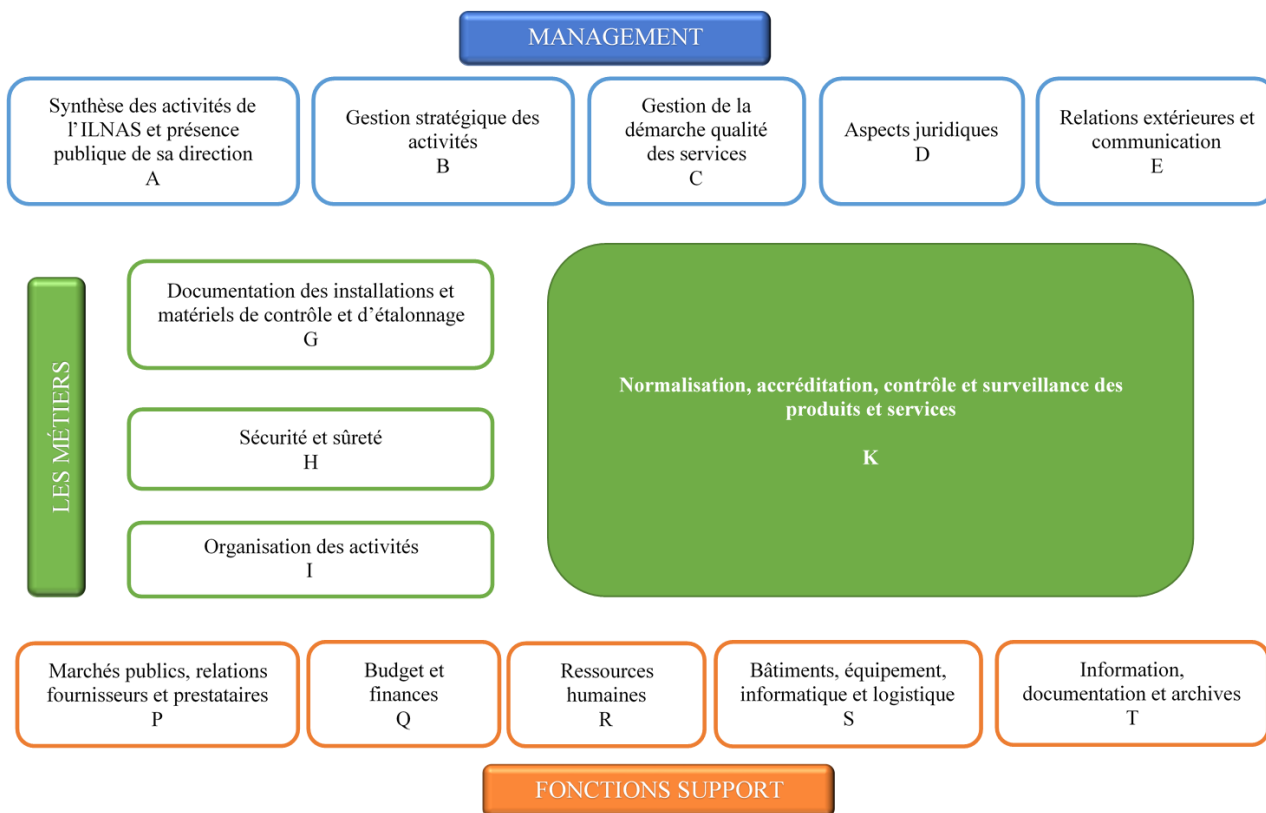 MANAGEMENT
Synthèse des activités de
l’ILNAS et présence
publique de sa direction
A
Gestion stratégique des
activités
B
Gestion de la
démarche qualité
des services
C
Aspects juridiques
D
Relations extérieures et
communication
E
LES MÉTIERS
Documentation des installations et
matériels de contrôle et d’étalonnage
G
Sécurité et sûreté
H
Organisation des activités
I
Normalisation, accréditation, contrôle et surveillance des
produits et services
K
Marchés publics, relations
fournisseurs et prestataires
P
Budget et
finances
Q
Ressources
humaines
R
Bâtiments, équipement,
informatique et logistique
S
Information,
documentation et archives
T
FONCTIONS SUPPORT